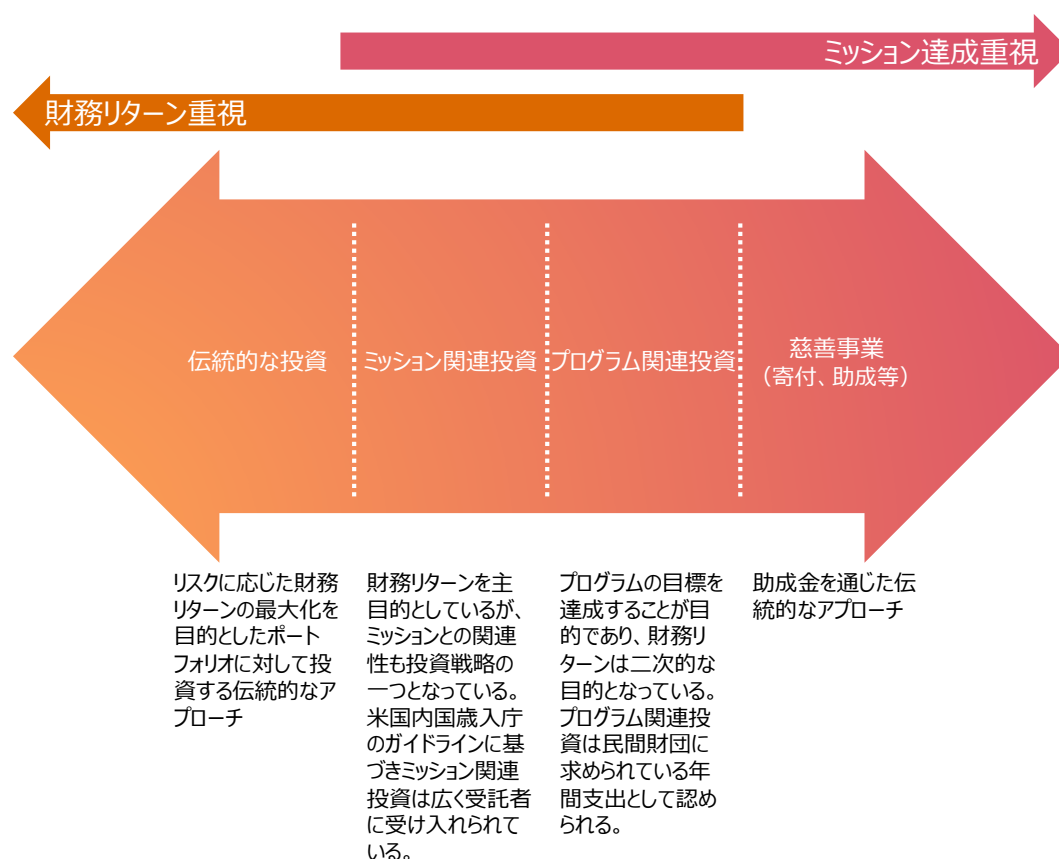 ミッション達成重視
財務リターン重視
伝統的な投資
ミッション関連投資
プログラム関連投資
慈善事業
（寄付、助成等）
リスクに応じた財務
リターンの最大化を
目的としたポート
フォリオに対して投
資する伝統的なア
プローチ
財務リターンを主
目的としているが、
ミッションとの関連
性も投資戦略の
一つとなっている。
米国内国歳入庁
のガイドラインに基
づきミッション関連
投資は広く受託者
に受け入れられて
いる。
プログラムの目標を
達成することが目
的であり、財務リ
ターンは二次的な
目的となっている。
プログラム関連投
資は民間財団に
求められている年
間支出として認め
られる。
助成金を通じた伝
統的なアプローチ